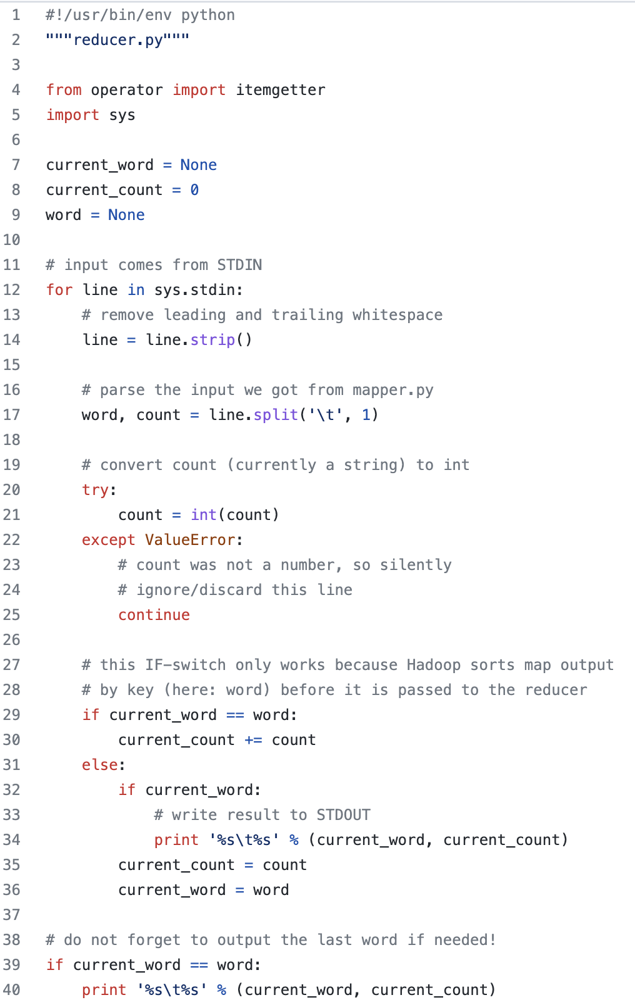 1 #!/usr/bin/env python
2 """reducer.py"""
3
4 from operator import itemgetter
5 import sys
6
7 current_word = None
8 current_count = 0
9 word = None
10
11 # input comes from STDIN
12 for line in sys.stdin:
13     # remove leading and trailing whitespace
14     line = line.strip()
15
16     # parse the input we got from mapper.py
17     word, count = line.split('\t', 1)
18
19     # convert count (currently a string) to int
20     try:
21         count = int(count)
22     except ValueError:
23         # count was not a number, so silently
24         # ignore/discard this line
25         continue
26
27     # this IF-switch only works because Hadoop sorts map output
28     # by key (here: word) before it is passed to the reducer
29     if current_word == word:
30         current_count += count
31     else:
32         if current_word:
33             # write result to STDOUT
34             print '%s\t%s' % (current_word, current_count)
35         current_count = count
36         current_word = word
37
38 # do not forget to output the last word if needed!
39 if current_word == word:
40     print '%s\t%s' % (current_word, current_count)